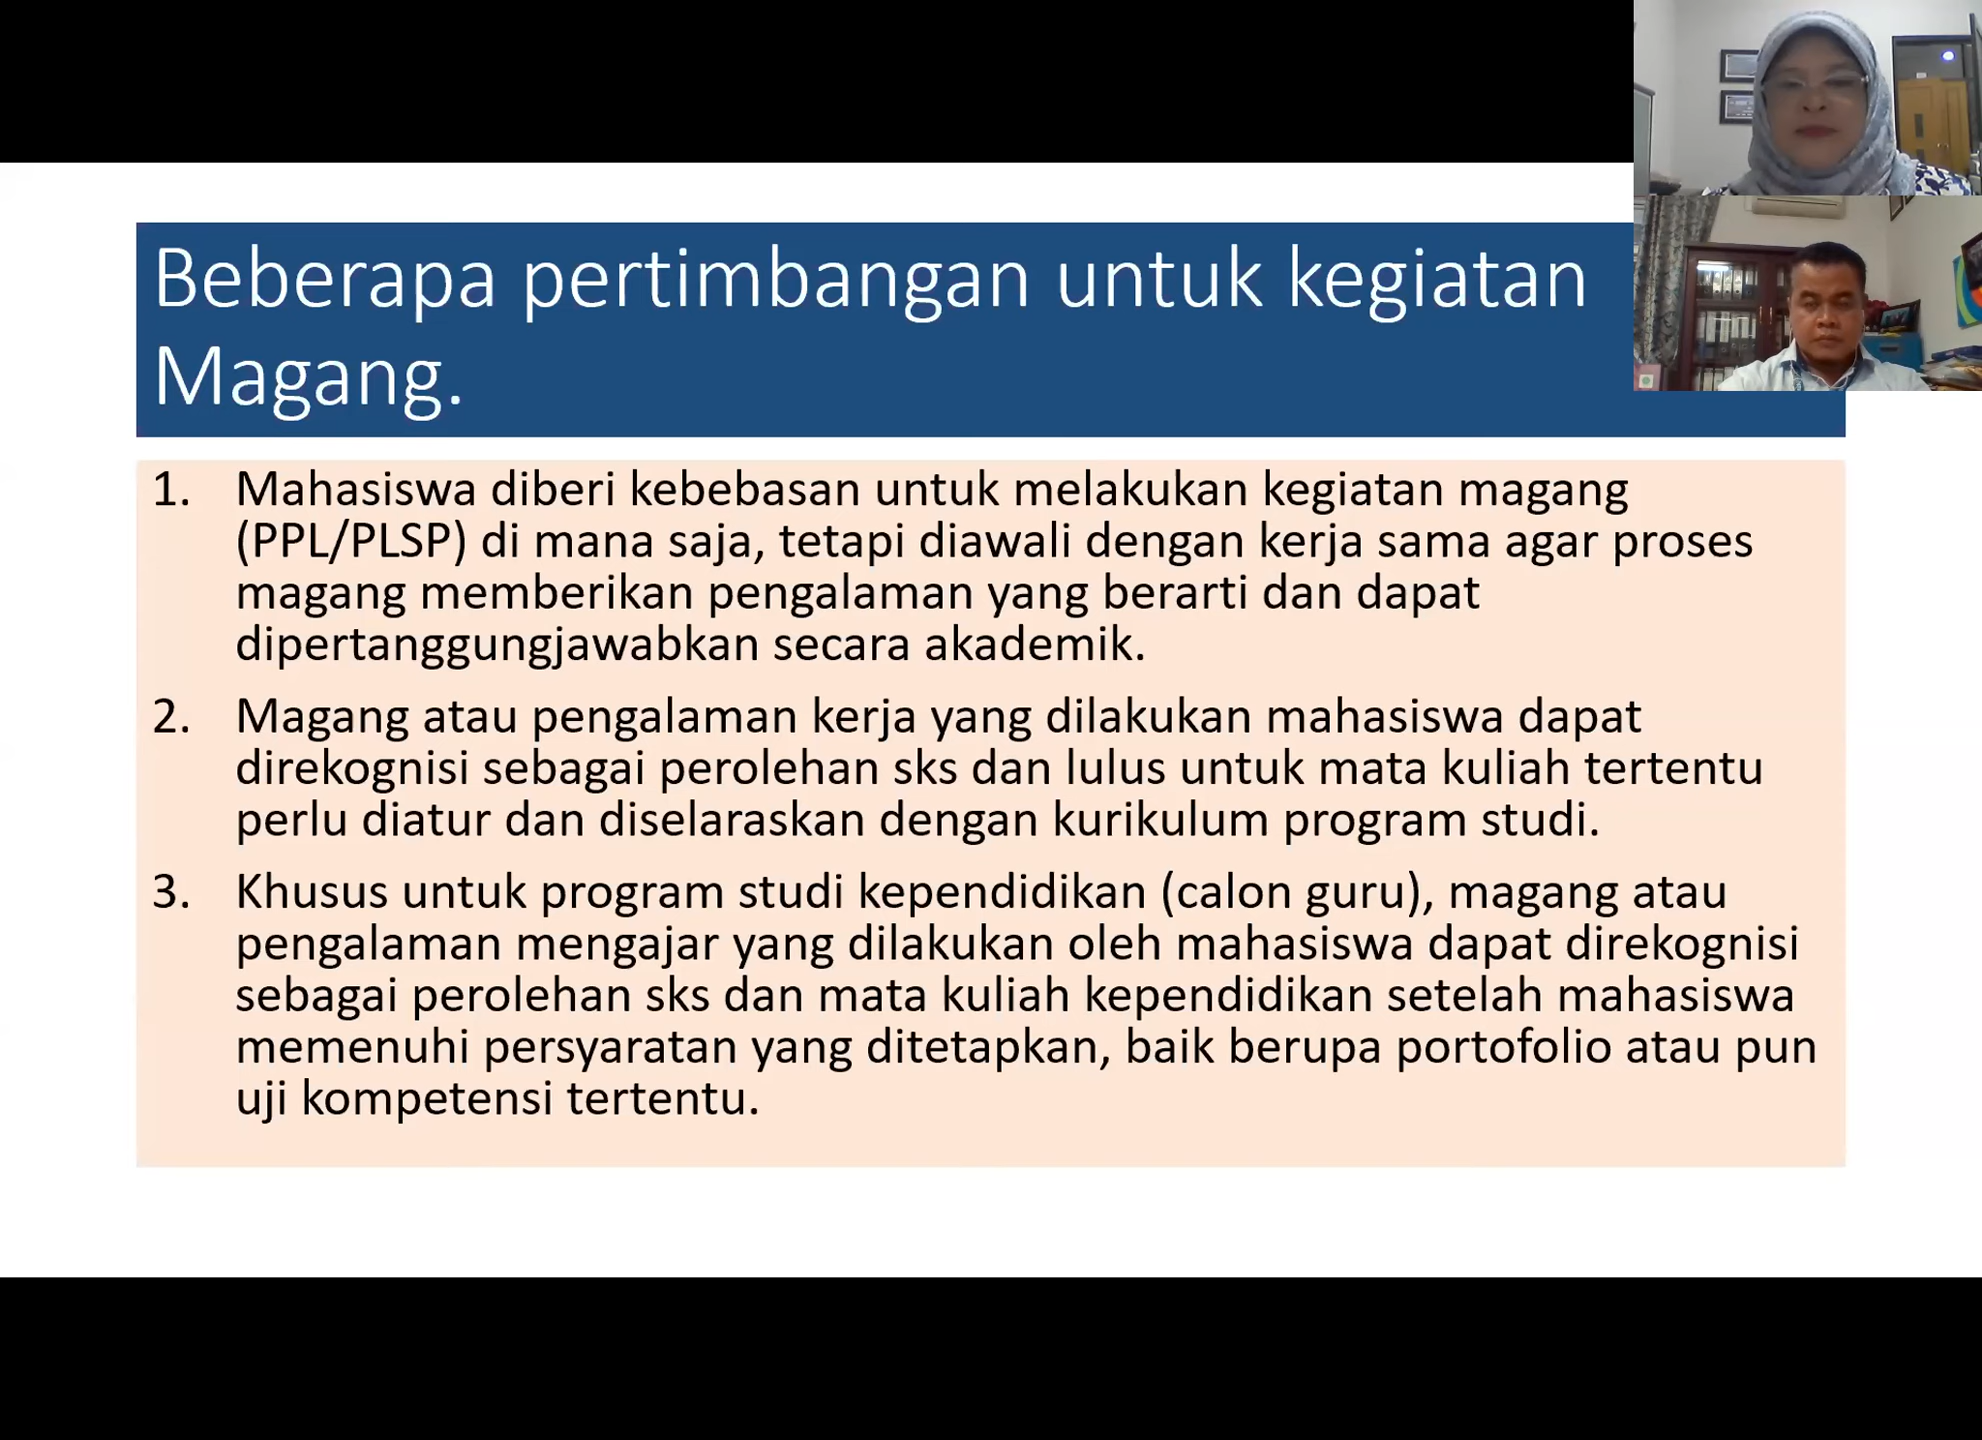 Beberapa pertimbangan untuk kegiatan
Magang.
1. Mahasiswa diberi kebebasan untuk melakukan kegiatan magang
(PPL/PLSP) di mana saja, tetapi diawali dengan kerja sama agar proses
magang memberikan pengalaman yang berarti dan dapat
dipertanggungjawabkan secara akademik.
2. Magang atau pengalaman kerja yang dilakukan mahasiswa dapat
direkognisi sebagai perolehan sks dan lulus untuk mata kuliah tertentu
perlu diatur dan diselaraskan dengan kurikulum program studi.
3. Khusus untuk program studi kependidikan (calon guru), magang atau
pengalaman mengajar yang dilakukan oleh mahasiswa dapat direkognisi
sebagai perolehan sks dan mata kuliah kependidikan setelah mahasiswa
memenuhi persyaratan yang ditetapkan, baik berupa portofolio atau pun
uji kompetensi tertentu.